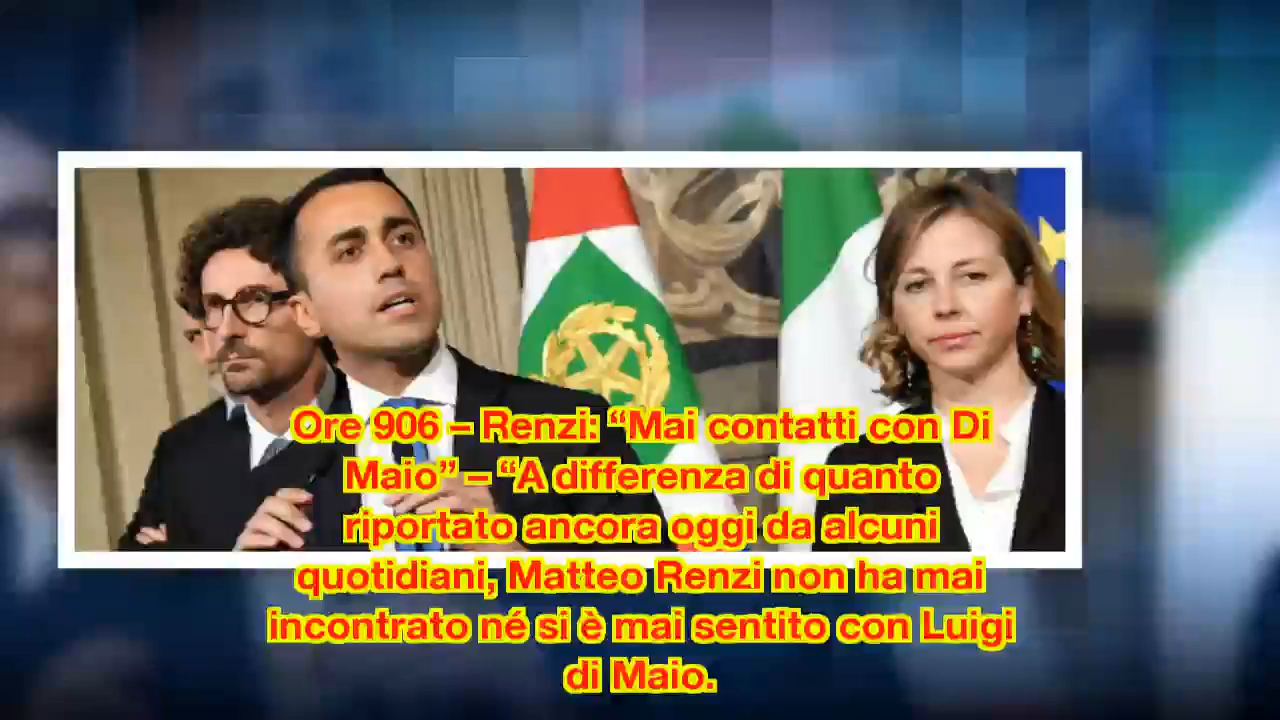 Ore 906 – Renzi: “Mai contatti con Di
Maio” – “A differenza di quanto
riportato ancora oggi da alcuni
quotidiani, Matteo Renzi non ha mai
incontrato né si è mai sentito con Luigi
di Maio.